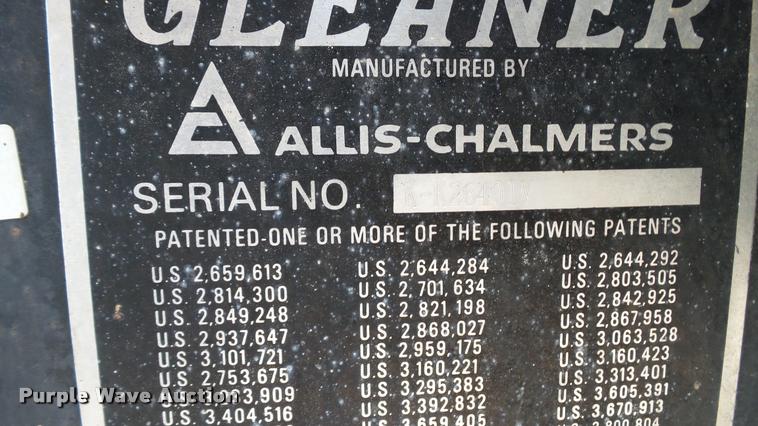 GLEANER
MANUFACTURED BY
ALLIS-CHALMERS
SERIAL NO.
PATENTED-ONE OR MORE OF THE FOLLOWING PATENTS
U.S. 2,659,613 U.S. 2,644,284 U.S. 2,644,292
U.S. 2,814,300 U.S. 2,701,634 U.S. 2,803,505
U.S. 2,849,248 U.S. 2,821,198 U.S. 2,842,925
U.S. 2,937,647 U.S. 2,868,027 U.S. 2,867,958
U.S. 3,101,721 U.S. 2,959,175 U.S. 3,063,528
U.S. 2,753,675 U.S. 3,160,221 U.S. 3,160,423
U.S. 3,295,383 U.S. 3,313,401
U.S. 3,404,516 U.S. 3,392,832 U.S. 3,605,391
U.S. 3,659,405 U.S. 3,670,913
Purple Wave Auction